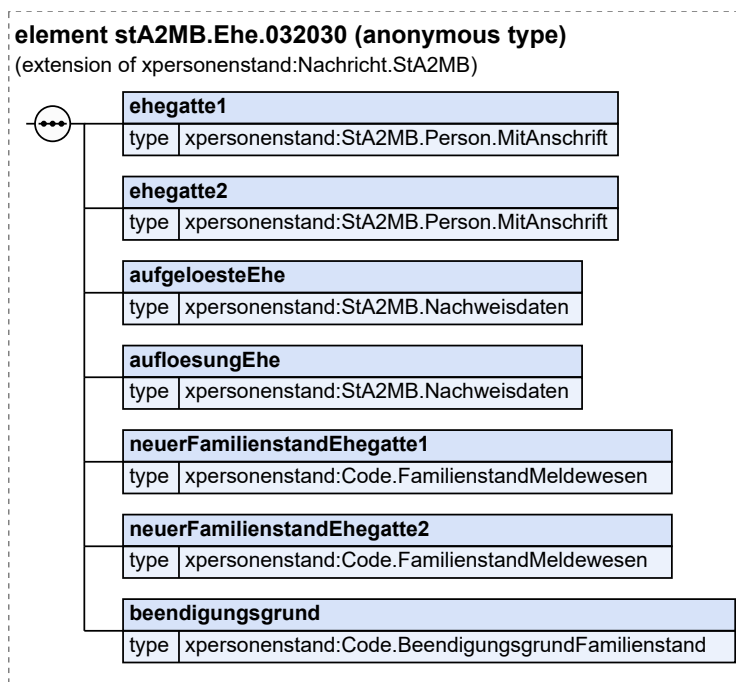 element stA2MB.Ehe.032030 (anonymous type)
(extension of xpersonenstand:Nachricht.StA2MB)
ehegatte1
type xpersonenstand:StA2MB.Person.MitAnschrift
ehegatte2
type xpersonenstand:StA2MB.Person.MitAnschrift
aufgeloesteEhe
type xpersonenstand:StA2MB.Nachweisdaten
aufloesungEhe
type xpersonenstand:StA2MB.Nachweisdaten
neuerFamilienstandEhegatte1
type xpersonenstand:Code.FamilienstandMeldewesen
neuerFamilienstandEhegatte2
type xpersonenstand:Code.FamilienstandMeldewesen
beendigungsgrund
type xpersonenstand:Code.BeendigungsgrundFamilienstand